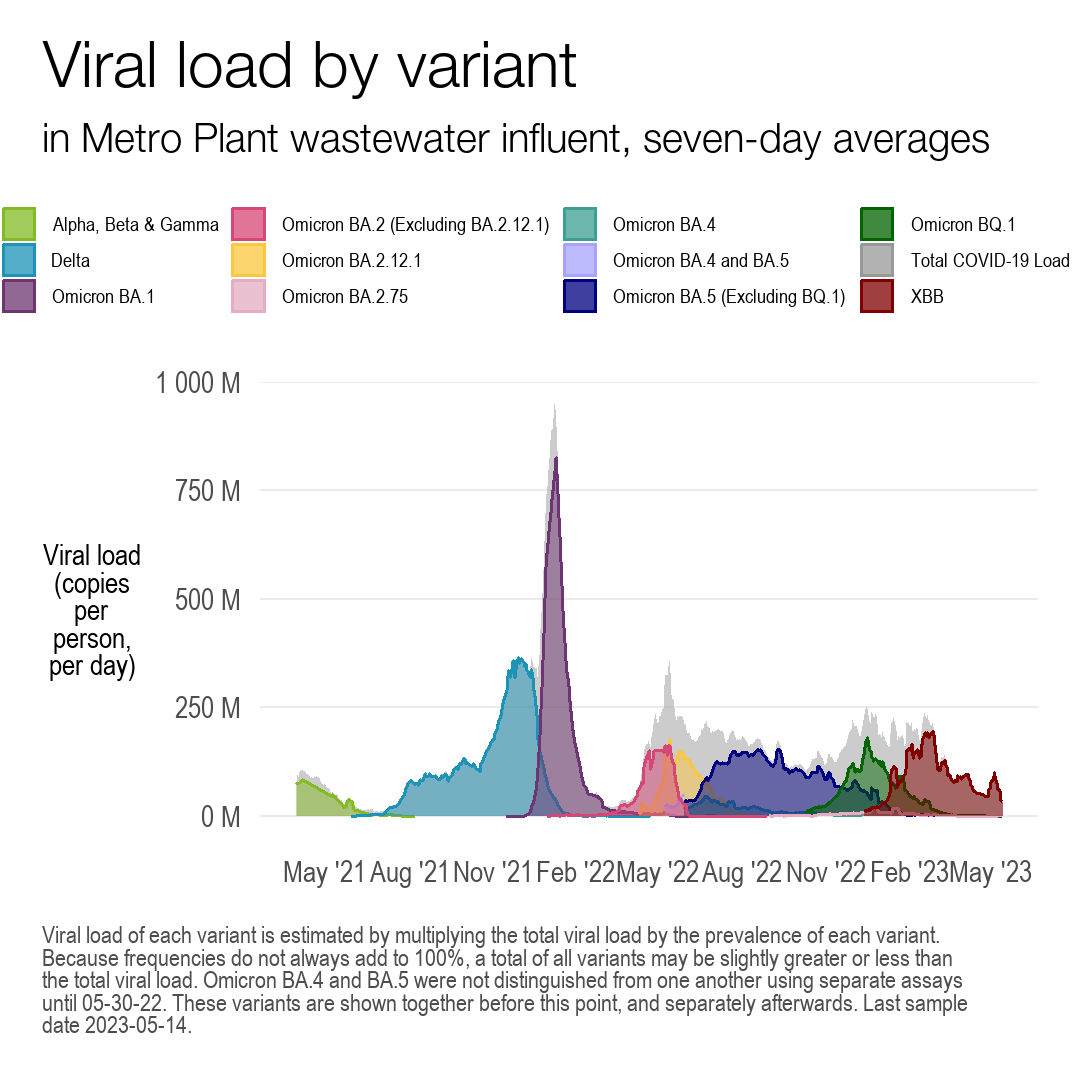 Viral load by variant
in Metro Plant wastewater influent, seven-day averages
Alpha, Beta & Gamma
Omicron BA.2 (Excluding BA.2.12.1)
Omicron BA.4
Omicron BQ.1
Delta
Omicron BA.2.12.1
Omicron BA.4 and BA.5
Total COVID-19 Load
Omicron BA.1
Omicron BA.2.75
Omicron BA.5 (Excluding BQ.1)
XBB
1 000 M
750 M
500 M
250 M
0 M
Viral load
(copies
per
person,
per day)
May '21 Aug '21 Nov '21 Feb '22 May '22 Aug '22 Nov '22 Feb '23 May '23
Viral load of each variant is estimated by multiplying the total viral load by the prevalence of each variant.
Because frequencies do not always add to 100%, a total of all variants may be slightly greater or less than
the total viral load. Omicron BA.4 and BA.5 were not distinguished from one another using separate assays
until 05-30-22. These variants are shown together before this point, and separately afterwards. Last sample
date 2023-05-14.